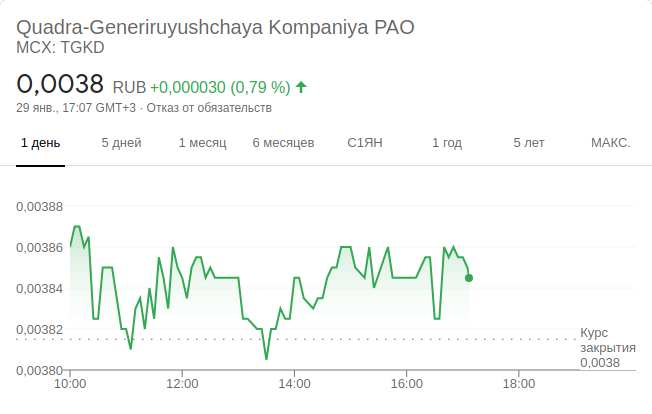 Quadra-Generiruyushchaya Kompaniya PAO
MCX: TGKD
0,0038 RUB +0,000030 (0,79 %)
29 янв., 17:07 GMT+3 · Отказ от обязательств
1 день 5 дней 1 месяц 6 месяцев С1ЯН 1 год 5 лет МАКС.
0,00388
0,00386
0,00384
0,00382
Курс
закрытия
0,0038
0,00380
10:00 12:00 14:00 16:00 18:00